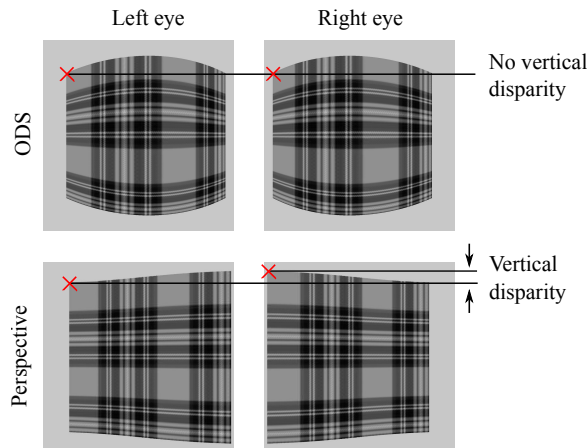 Left eye
Right eye
No vertical
disparity
ODS
Vertical
disparity
Perspective